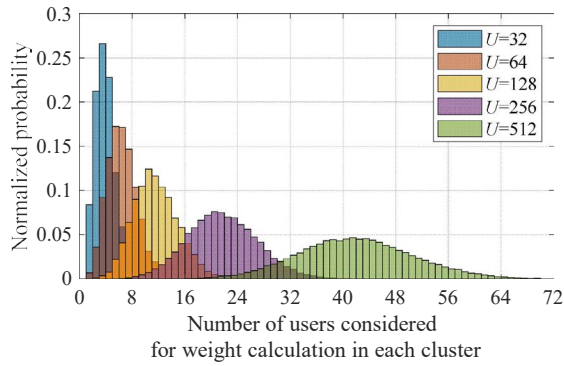 0.3
0.25
0.2
0.15
0.1
0.05
0
Normalized probability
U=32
U=64
U=128
U=256
U=512
0 8 16 24 32 40 48 56 64 72
Number of users considered
for weight calculation in each cluster